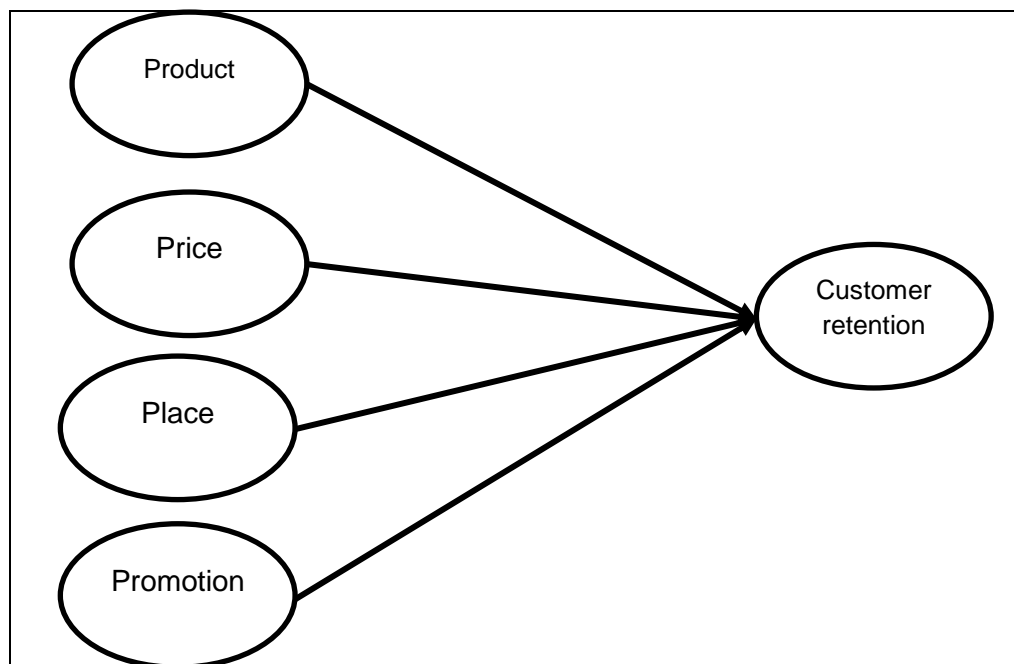 Product
Price
Customer
retention
Place
Promotion